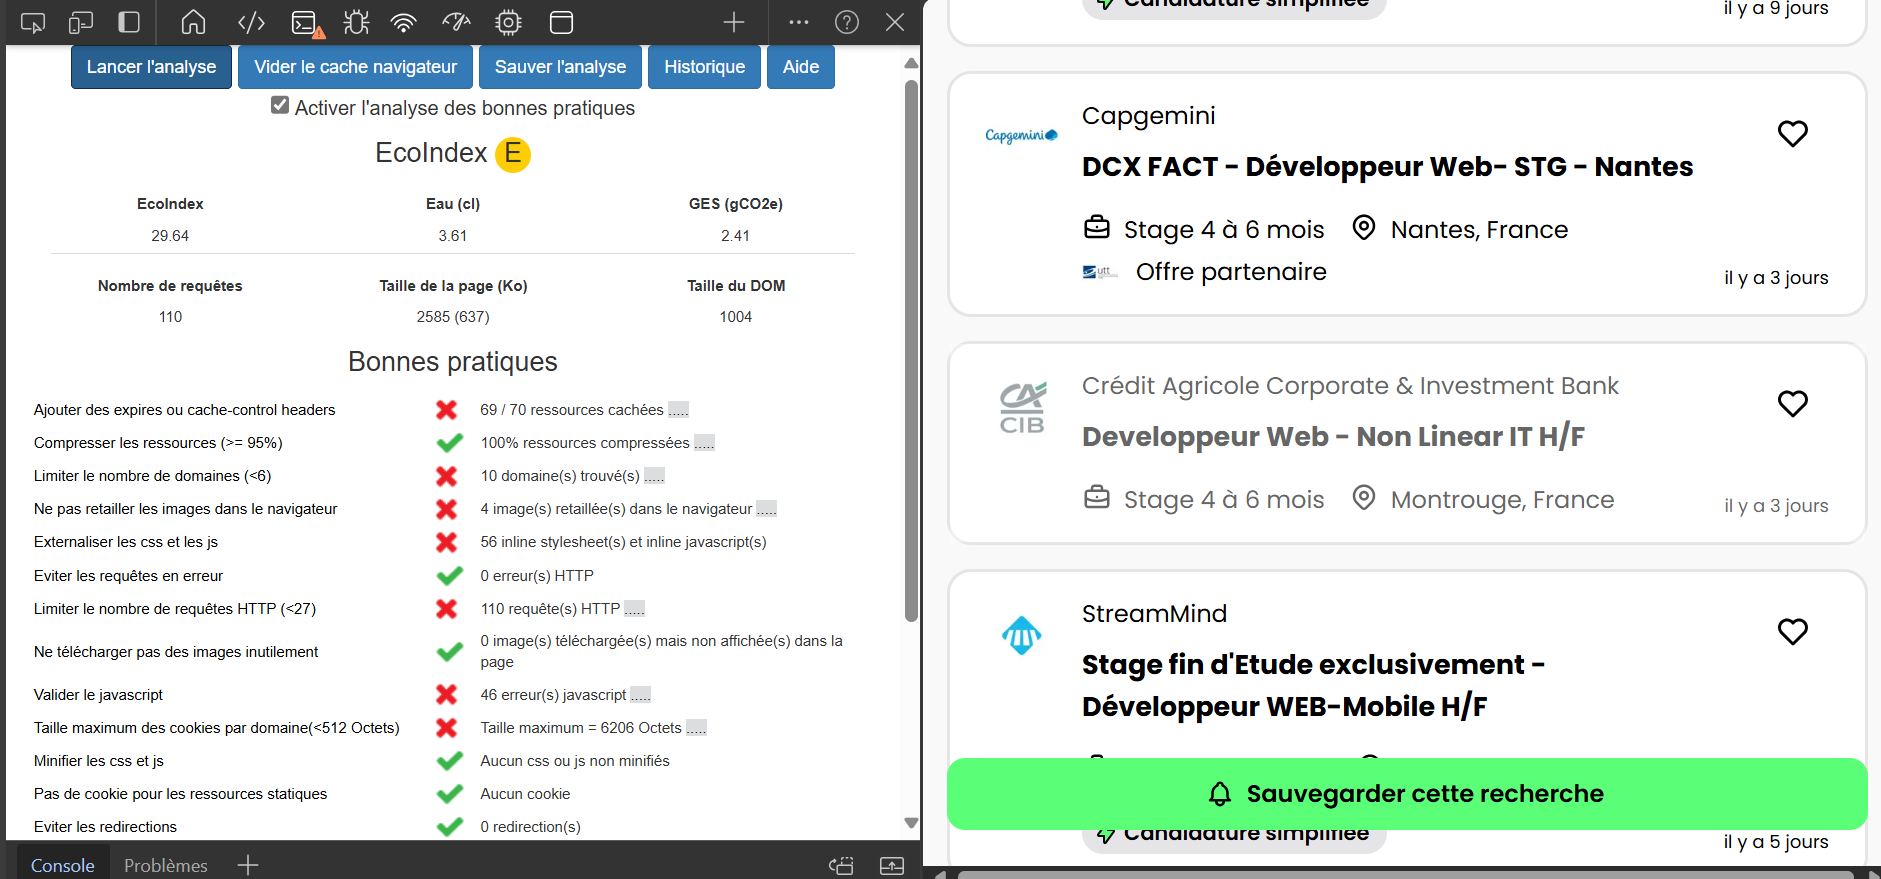 Lancer l'analyse
Vider le cache navigateur
Sauver l'analyse
Historique
Aide
Activer l'analyse des bonnes pratiques
EcoIndex E
EcoIndex Eau (cl) GES (gCO2e)
29.64 3.61 2.41
Nombre de requêtes Taille de la page (Ko) Taille du DOM
110 2585 (637) 1004
Bonnes pratiques
Ajouter des expires ou cache-control headers 69 / 70 ressources cachées .....
Compresser les ressources (>= 95%) 100% ressources compressées .....
Limiter le nombre de domaines (<6) 10 domaine(s) trouvé(s) .....
Ne pas retailler les images dans le navigateur 4 image(s) retaillée(s) dans le navigateur .....
Externaliser les css et les js 56 inline stylesheet(s) et inline javascript(s)
Eviter les requêtes en erreur 0 erreur(s) HTTP
Limiter le nombre de requêtes HTTP (<27) 110 requête(s) HTTP .....
Ne télécharger pas des images inutilement 0 image(s) téléchargée(s) mais non affichée(s) dans la
page
Valider le javascript 46 erreur(s) javascript .....
Taille maximum des cookies par domaine(<512 Octets) Taille maximum = 6206 Octets .....
Minifier les css et js Aucun css ou js non minifiés
Pas de cookie pour les ressources statiques Aucun cookie
Eviter les redirections 0 redirection(s)
Console Problèmes
Candidature simplifiée
il y a 9 jours
Capgemini
Capgemini
DCX FACT - Développeur Web- STG - Nantes
Stage 4 à 6 mois Nantes, France
utt Offre partenaire
il y a 3 jours
CA
CIB
Crédit Agricole Corporate & Investment Bank
Developpeur Web - Non Linear IT H/F
Stage 4 à 6 mois Montrouge, France
il y a 3 jours
StreamMind
Stage fin d'Etude exclusivement -
Développeur WEB-Mobile H/F
Sauvegarder cette recherche
Candidature simplifiée
il y a 5 jours